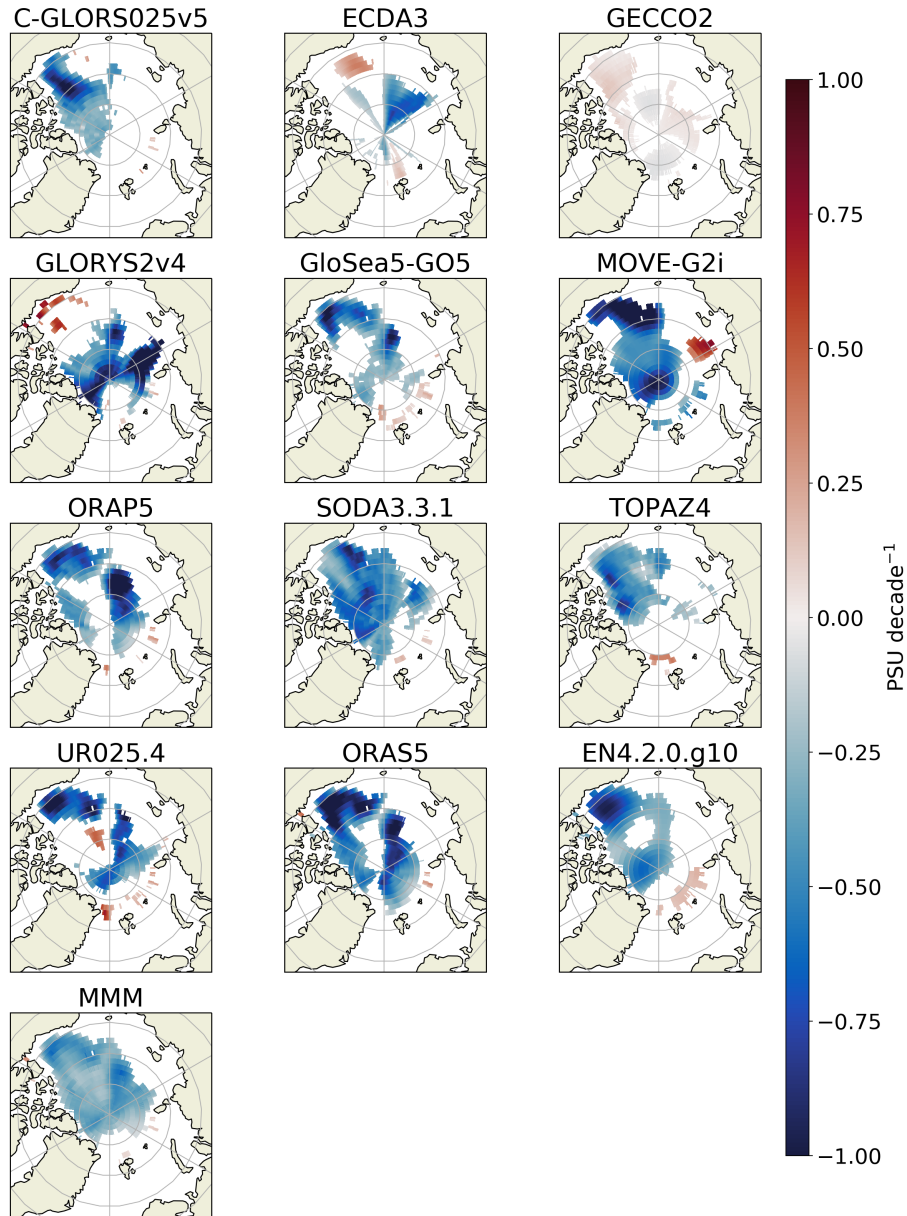 C-GLORS025v5
ECDA3
GECCO2
GLORYS2v4
GloSea5-GO5
MOVE-G2i
ORAP5
SODA3.3.1
TOPAZ4
UR025.4
ORAS5
EN4.2.0.g10
MMM
1.00
0.75
0.50
0.25
0.00
−0.25
−0.50
−0.75
−1.00
PSU decade⁻¹